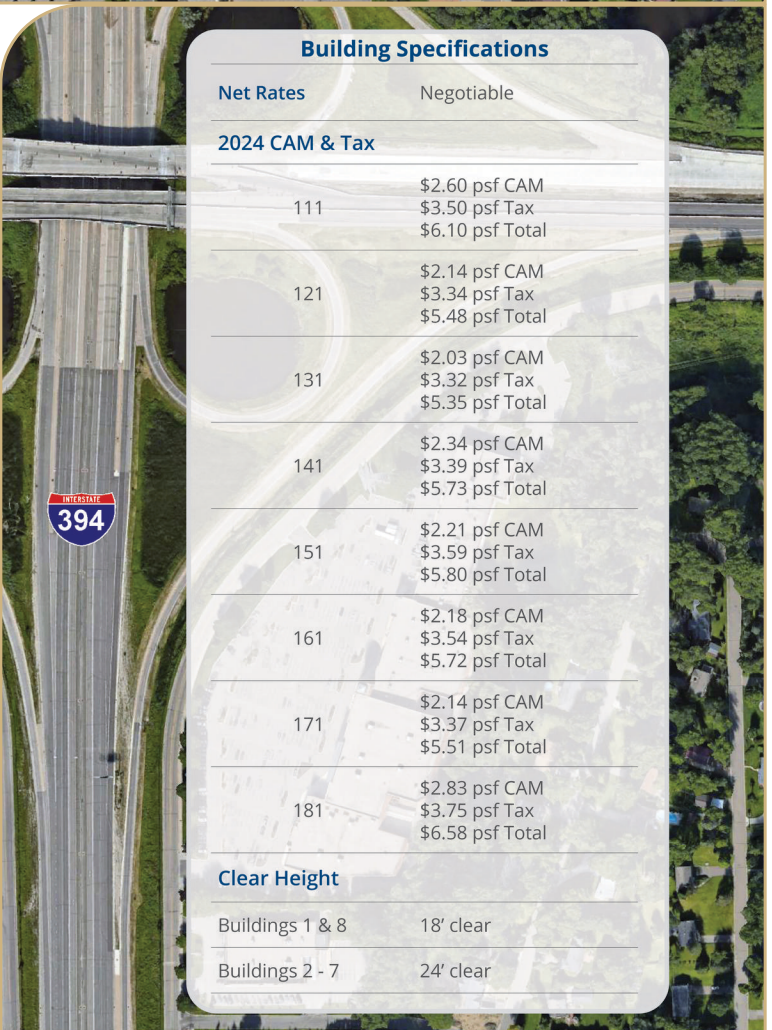 Building Specifications
Net Rates Negotiable
2024 CAM & Tax
111
$2.60 psf CAM
$3.50 psf Tax
$6.10 psf Total
121
$2.14 psf CAM
$3.34 psf Tax
$5.48 psf Total
131
$2.03 psf CAM
$3.32 psf Tax
$5.35 psf Total
141
$2.34 psf CAM
$3.39 psf Tax
$5.73 psf Total
151
$2.21 psf CAM
$3.59 psf Tax
$5.80 psf Total
161
$2.18 psf CAM
$3.54 psf Tax
$5.72 psf Total
171
$2.14 psf CAM
$3.37 psf Tax
$5.51 psf Total
181
$2.83 psf CAM
$3.75 psf Tax
$6.58 psf Total
Clear Height
Buildings 1 & 8 18’ clear
Buildings 2 - 7 24’ clear
INTERSTATE
394